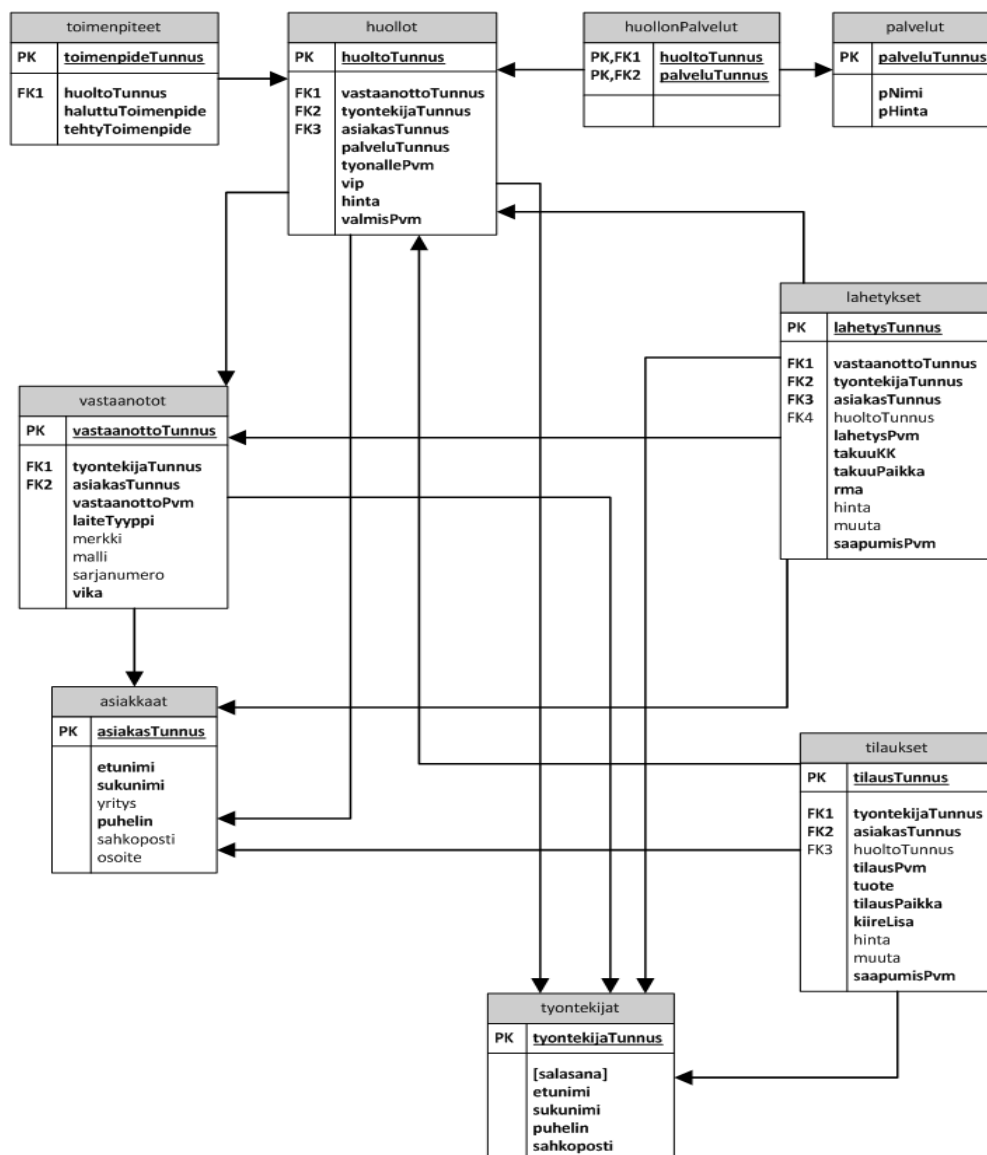 toimenpiteet
PK toimenpideTunnus
FK1 huoltoTunnus
haluttuToimenpide
tehtyToimenpide
huollot
PK huoltoTunnus
FK1 vastaanottoTunnus
FK2 tyontekijaTunnus
FK3 asiakasTunnus
palveluTunnus
tyonallePvm
vip
hinta
valmisPvm
huollonPalvelut
PK,FK1 huoltoTunnus
PK,FK2 palveluTunnus
palvelut
PK palveluTunnus
pNimi
pHinta
lahetykset
PK lahetysTunnus
FK1 vastaanottoTunnus
FK2 tyontekijaTunnus
FK3 asiakasTunnus
FK4 huoltoTunnus
lahetysPvm
takuuKK
takuuPaikka
rma
hinta
muuta
saapumisPvm
vastaanotot
PK vastaanottoTunnus
FK1 tyontekijaTunnus
FK2 asiakasTunnus
vastaanottoPvm
laiteTyyppi
merkki
malli
sarjanumero
vika
asiakkaat
PK asiakasTunnus
etunimi
sukunimi
yritys
puhelin
sahkoposti
osoite
tilaukset
PK tilausTunnus
FK1 tyontekijaTunnus
FK2 asiakasTunnus
FK3 huoltoTunnus
tilausPvm
tuote
tilausPaikka
kiireLisa
hinta
muuta
saapumisPvm
tyontekijat
PK tyontekijaTunnus
[salasana]
etunimi
sukunimi
puhelin
sahkoposti